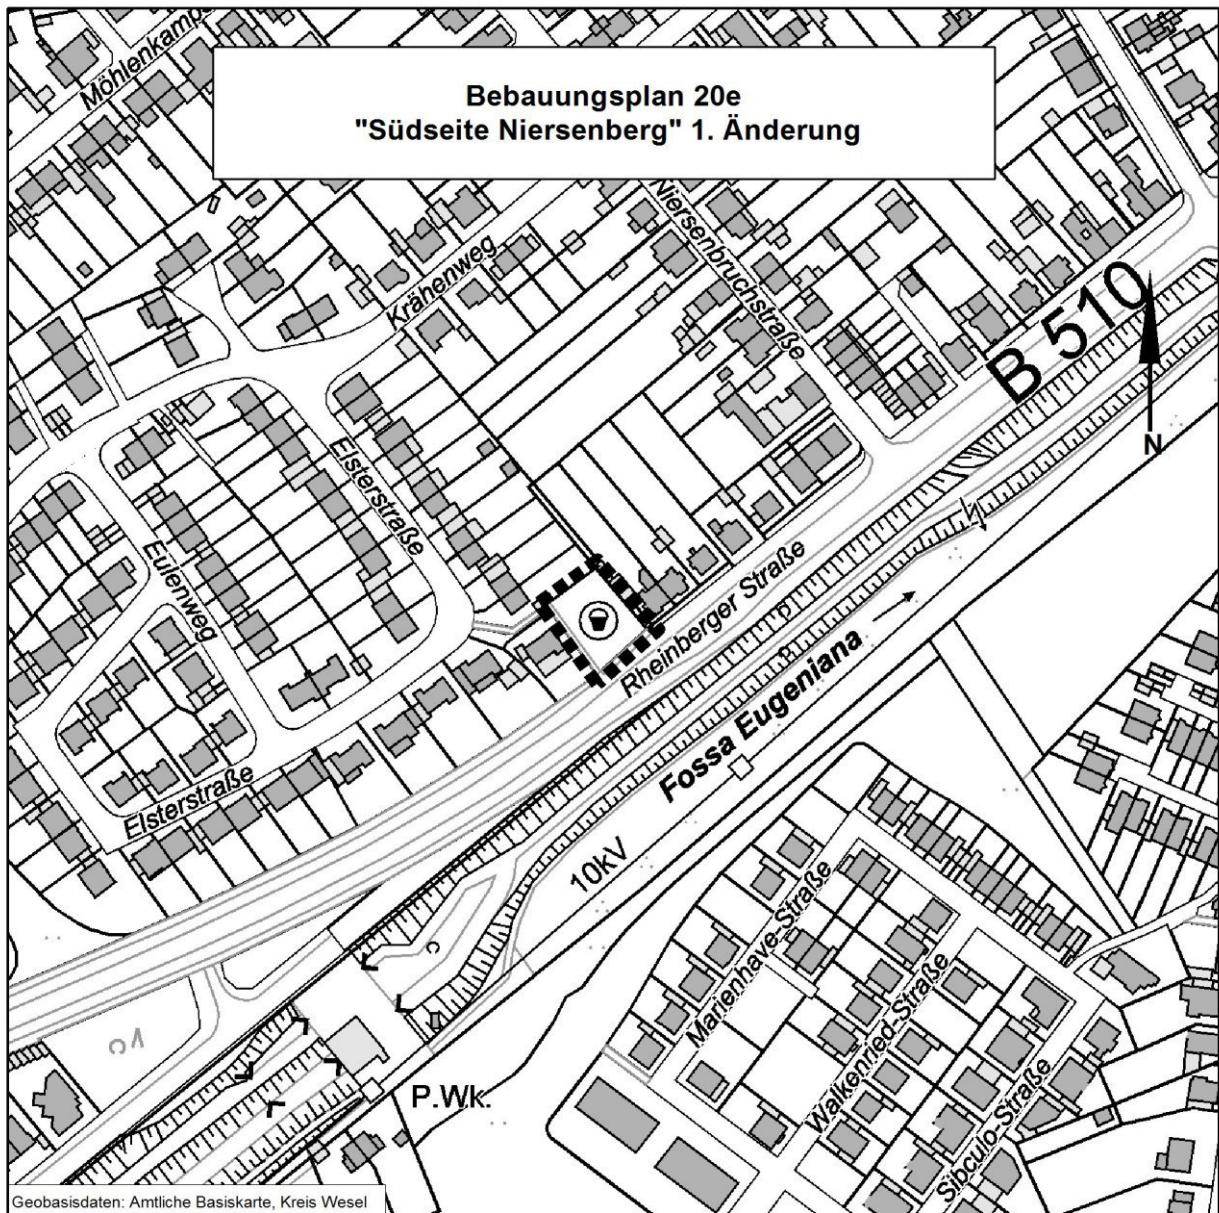 Möhlenkamps
Bebauungsplan 20e
"Südseite Niersenberg" 1. Änderung
Niersenbruchstraße
Krähenweg
B 510
N
Elsterstraße
Eulenweg
Rheinberger Straße
Fossa Eugeniana
Elsterstraße
10kV
Marienhave-Straße
Walkenried-Straße
Sibculo-Straße
P.Wk.
Geobasisdaten: Amtliche Basiskarte, Kreis Wesel